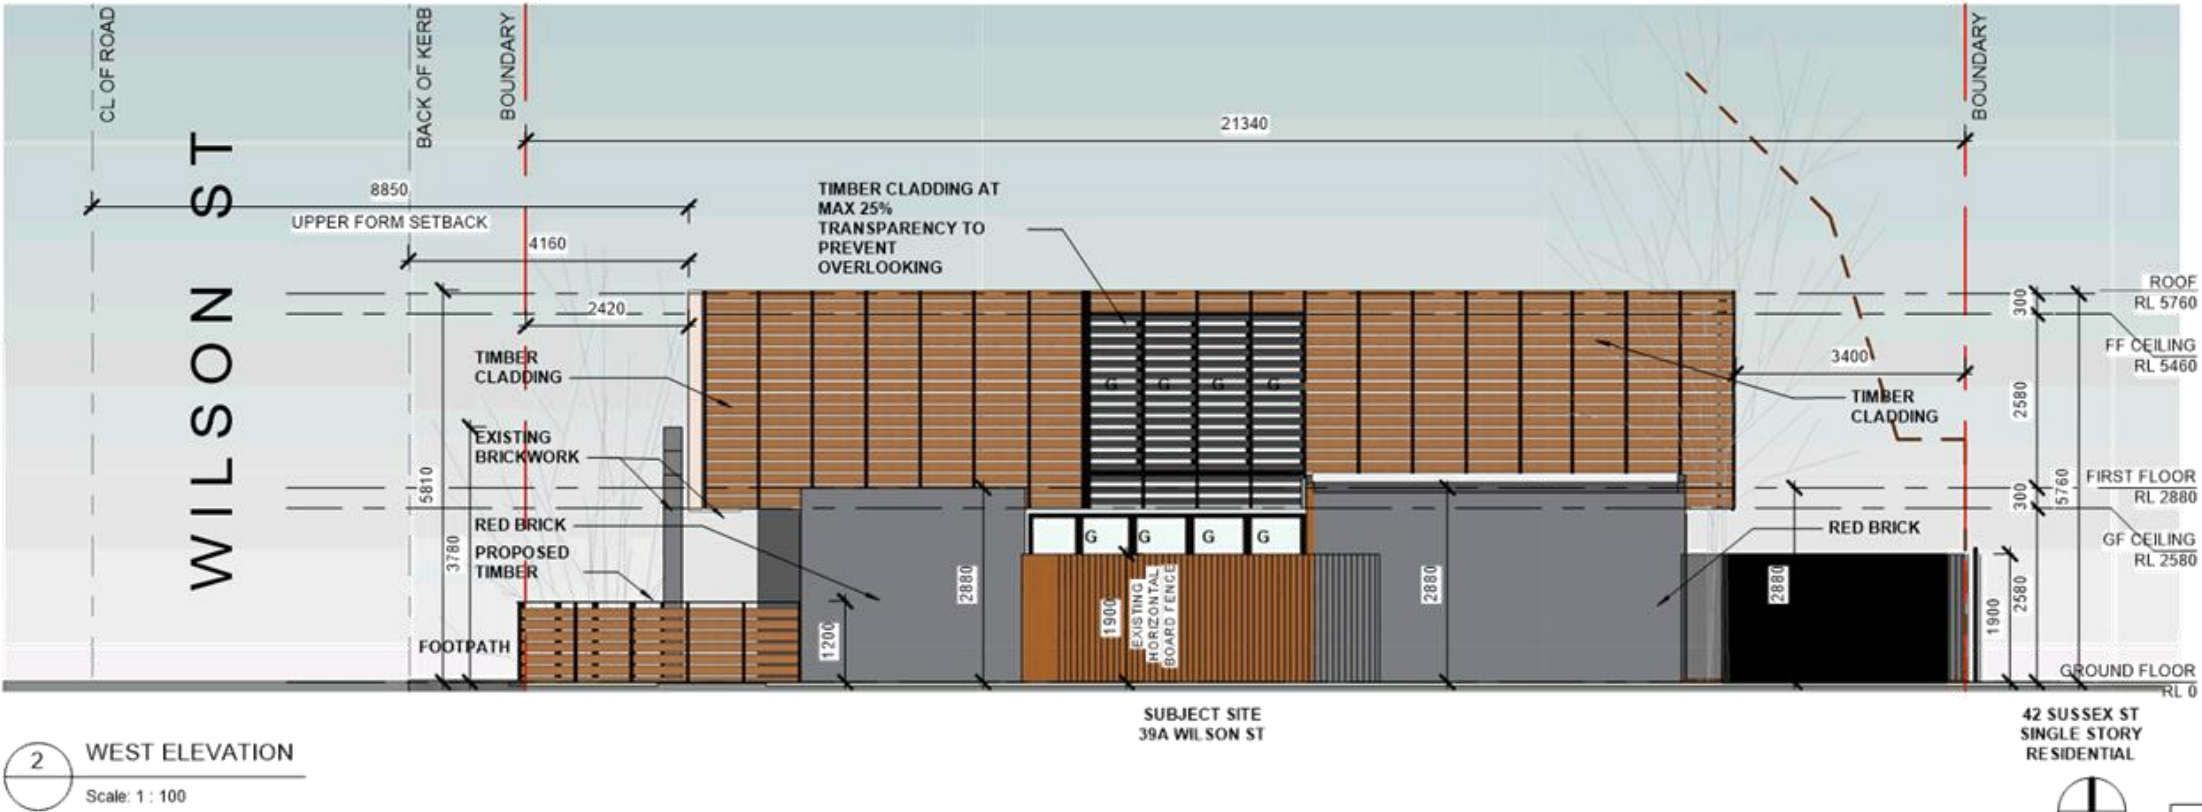 CL OF ROAD
BACK OF KERB
BOUNDARY
BOUNDARY
WILSON ST
21340
8850
UPPER FORM SETBACK
4160
2420
TIMBER CLADDING AT
MAX 25%
TRANSPARENCY TO
PREVENT
OVERLOOKING
TIMBER
CLADDING
EXISTING
BRICKWORK
RED BRICK
PROPOSED
TIMBER
FOOTPATH
5810
3780
1200
2880
G
G
G
G
G
G
G
G
1900
EXISTING
HORIZONTAL
BOARD FENCE
2880
3400
TIMBER
CLADDING
RED BRICK
2880
1900
300
2580
300
2580
5760
ROOF
RL 5760
FF CEILING
RL 5460
FIRST FLOOR
RL 2880
GF CEILING
RL 2580
GROUND FLOOR
RL 0
SUBJECT SITE
39A WILSON ST
42 SUSSEX ST
SINGLE STORY
RESIDENTIAL
2
WEST ELEVATION
Scale: 1 : 100